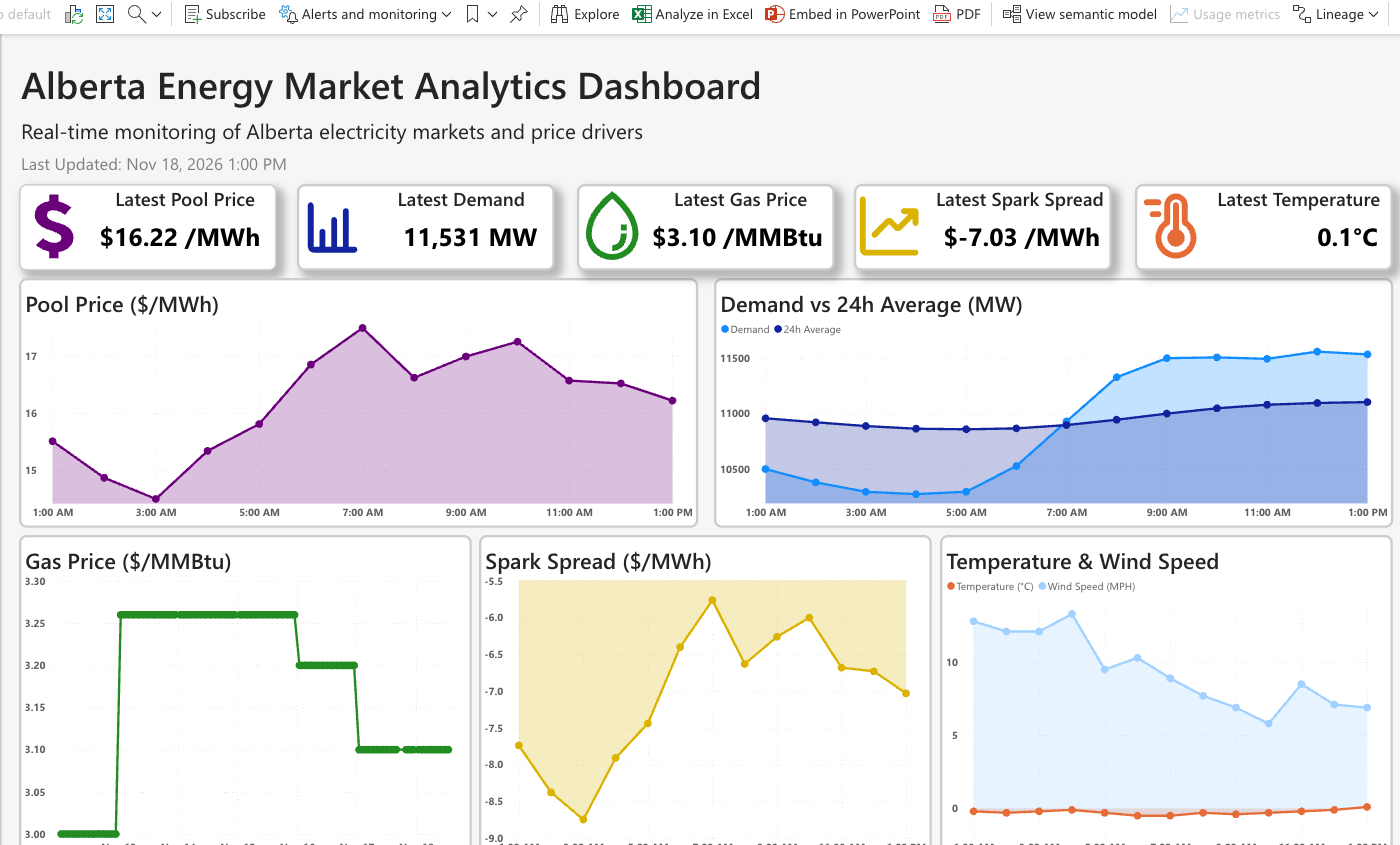 default
Subscribe
Alerts and monitoring
Explore
Analyze in Excel
Embed in PowerPoint
PDF
View semantic model
Usage metrics
Lineage
Alberta Energy Market Analytics Dashboard
Real-time monitoring of Alberta electricity markets and price drivers
Last Updated: Nov 18, 2026 1:00 PM
Latest Pool Price
$16.22 /MWh
Latest Demand
11,531 MW
Latest Gas Price
$3.10 /MMBtu
Latest Spark Spread
$-7.03 /MWh
Latest Temperature
0.1°C
Pool Price ($/MWh)
17
16
15
1:00 AM 3:00 AM 5:00 AM 7:00 AM 9:00 AM 11:00 AM 1:00 PM
Demand vs 24h Average (MW)
Demand 24h Average
11500
11000
10500
1:00 AM 3:00 AM 5:00 AM 7:00 AM 9:00 AM 11:00 AM 1:00 PM
Gas Price ($/MMBtu)
3.30
3.25
3.20
3.15
3.10
3.05
3.00
Spark Spread ($/MWh)
-5.5
-6.0
-6.5
-7.0
-7.5
-8.0
-8.5
-9.0
Temperature & Wind Speed
Temperature (°C) Wind Speed (MPH)
10
5
0